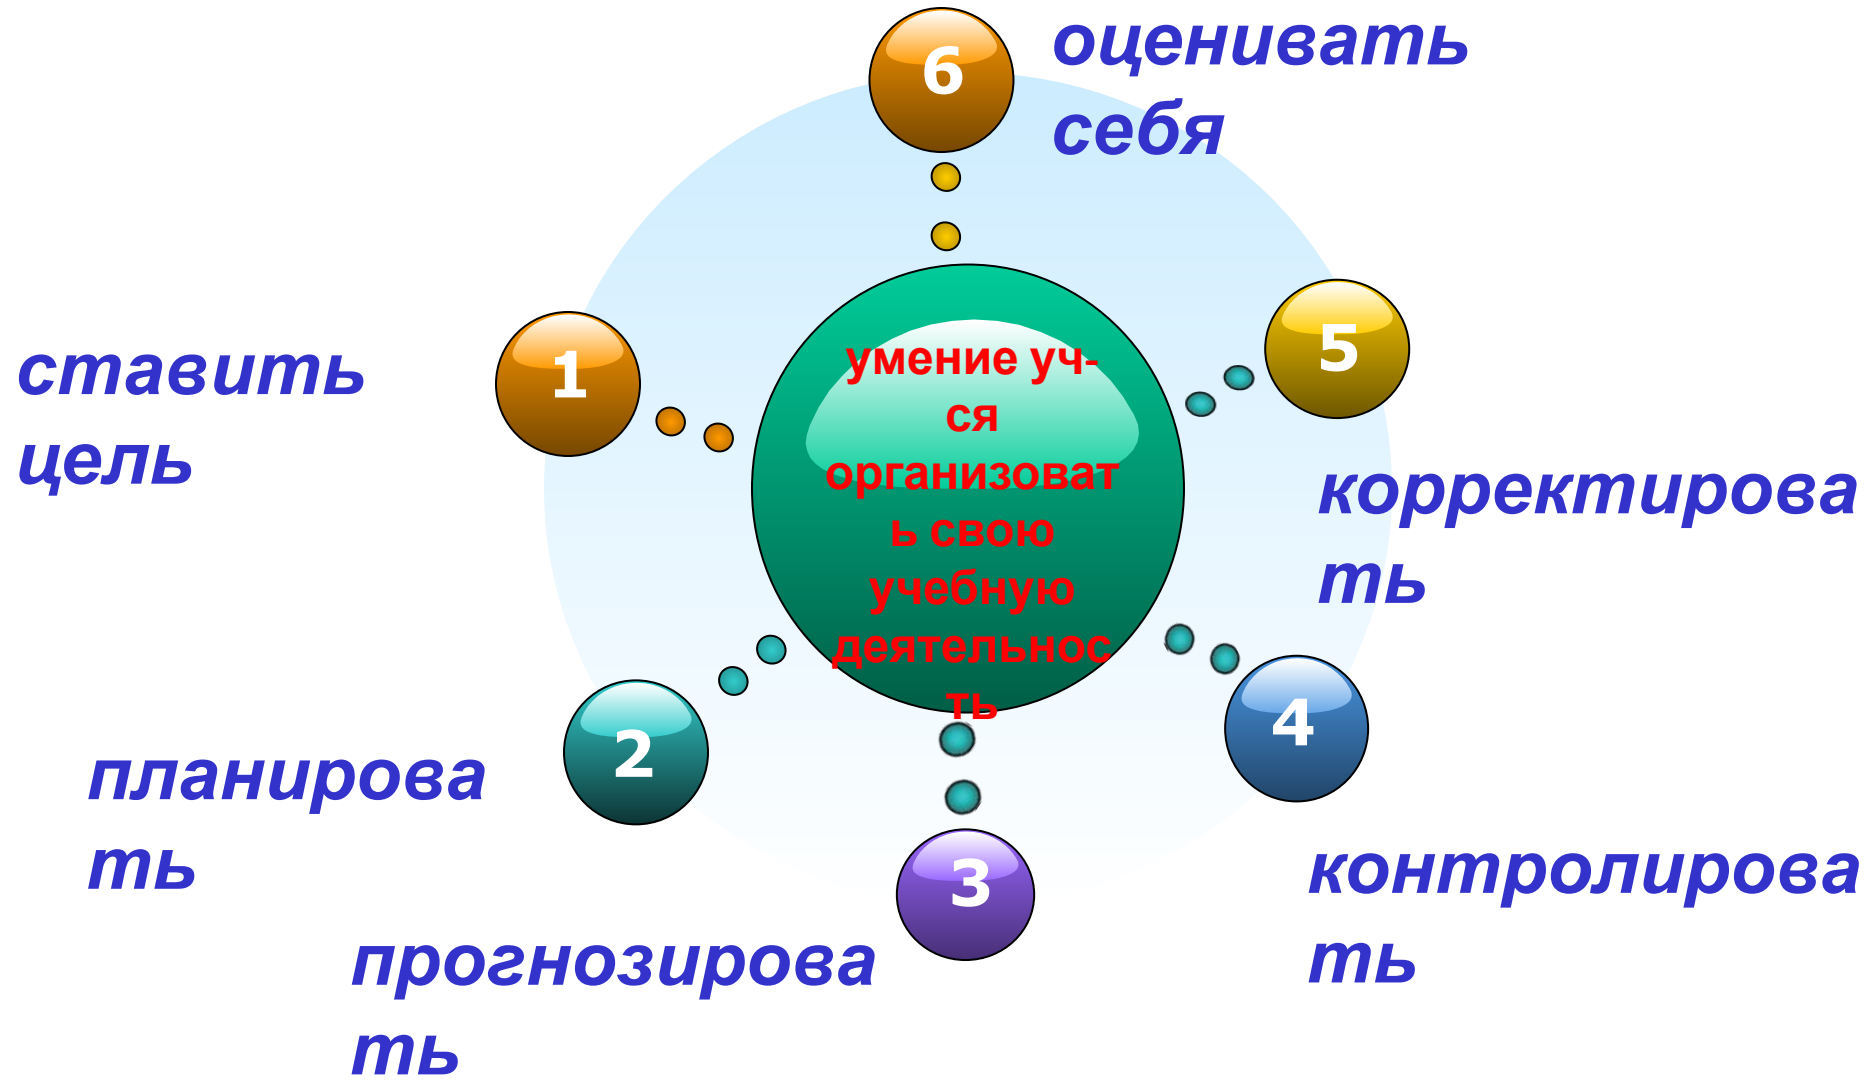 6
оценивать
себя
1
ставить
цель
умение уч-
ся
организоват
ь свою
учебную
деятельнос
ть
5
корректирова
ть
2
планирова
ть
4
контролирова
ть
3
прогнозирова
ть